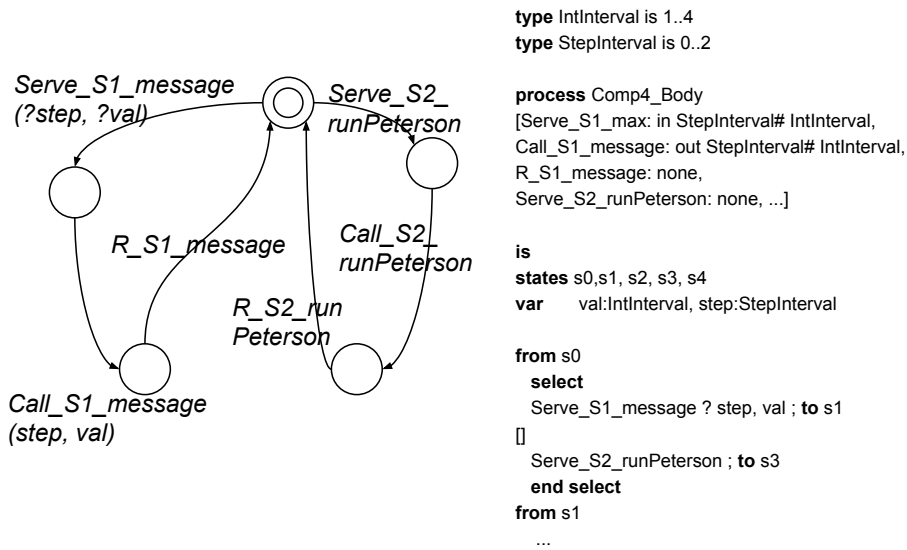 Serve_S1_message
(?step, ?val)
Serve_S2_
runPeterson
R_S1_message
Call_S2_
runPeterson
R_S2_run
Peterson
Call_S1_message
(step, val)
type IntInterval is 1..4
type StepInterval is 0..2
process Comp4_Body
[Serve_S1_max: in StepInterval# IntInterval,
Call_S1_message: out StepInterval# IntInterval,
R_S1_message: none,
Serve_S2_runPeterson: none, ...]
is
states s0,s1, s2, s3, s4
var val:IntInterval, step:StepInterval
from s0
select
Serve_S1_message ? step, val ; to s1
[]
Serve_S2_runPeterson ; to s3
end select
from s1
...